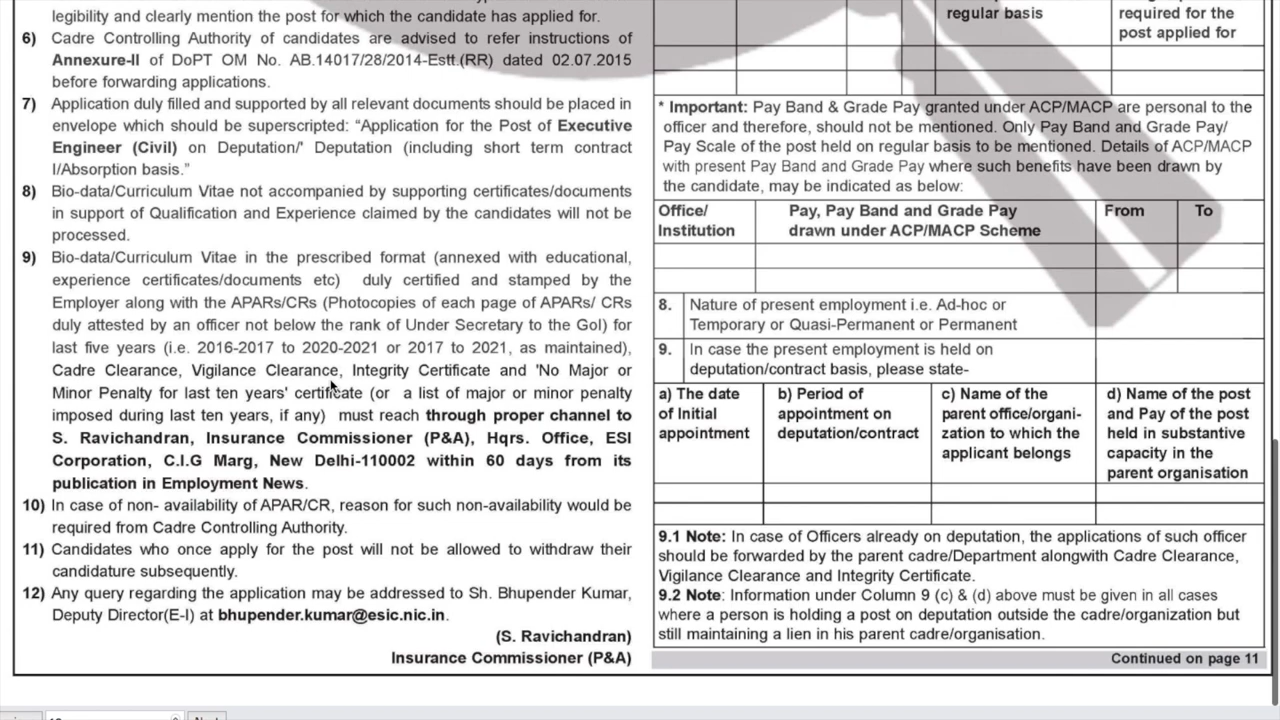 legibility and clearly mention the post for which the candidate has applied for.
6) Cadre Controlling Authority of candidates are advised to refer instructions of
Annexure-II of DoPT OM No. AB.14017/28/2014-Estt.(RR) dated 02.07.2015
before forwarding applications.
7) Application duly filled and supported by all relevant documents should be placed in
envelope which should be superscripted: “Application for the Post of Executive
Engineer (Civil) on Deputation/' Deputation (including short term contract
I/Absorption basis.”
8) Bio-data/Curriculum Vitae not accompanied by supporting certificates/documents
in support of Qualification and Experience claimed by the candidates will not be
processed.
9) Bio-data/Curriculum Vitae in the prescribed format (annexed with educational,
experience certificates/documents etc) duly certified and stamped by the
Employer along with the APARs/CRs (Photocopies of each page of APARs/ CRs
duly attested by an officer not below the rank of Under Secretary to the GoI) for
last five years (i.e. 2016-2017 to 2020-2021 or 2017 to 2021, as maintained),
Cadre Clearance, Vigilance Clearance, Integrity Certificate and 'No Major or
Minor Penalty for last ten years' certificate (or a list of major or minor penalty
imposed during last ten years, if any) must reach through proper channel to
S. Ravichandran, Insurance Commissioner (P&A), Hqrs. Office, ESI
Corporation, C.I.G Marg, New Delhi-110002 within 60 days from its
publication in Employment News.
10) In case of non- availability of APAR/CR, reason for such non-availability would be
required from Cadre Controlling Authority.
11) Candidates who once apply for the post will not be allowed to withdraw their
candidature subsequently.
12) Any query regarding the application may be addressed to Sh. Bhupender Kumar,
Deputy Director(E-I) at bhupender.kumar@esic.nic.in.
(S. Ravichandran)
Insurance Commissioner (P&A)
regular basis
required for the
post applied for
* Important: Pay Band & Grade Pay granted under ACP/MACP are personal to the
officer and therefore, should not be mentioned. Only Pay Band and Grade Pay/
Pay Scale of the post held on regular basis to be mentioned. Details of ACP/MACP
with present Pay Band and Grade Pay where such benefits have been drawn by
the candidate, may be indicated as below:
Office/
Institution
Pay, Pay Band and Grade Pay
drawn under ACP/MACP Scheme
From
To
8. Nature of present employment i.e. Ad-hoc or
Temporary or Quasi-Permanent or Permanent
9. In case the present employment is held on
deputation/contract basis, please state-
a) The date
of Initial
appointment
b) Period of
appointment on
deputation/contract
c) Name of the
parent office/organi-
zation to which the
applicant belongs
d) Name of the post
and Pay of the post
held in substantive
capacity in the
parent organisation
9.1 Note: In case of Officers already on deputation, the applications of such officer
should be forwarded by the parent cadre/Department alongwith Cadre Clearance,
Vigilance Clearance and Integrity Certificate.
9.2 Note: Information under Column 9 (c) & (d) above must be given in all cases
where a person is holding a post on deputation outside the cadre/organization but
still maintaining a lien in his parent cadre/organisation.
Continued on page 11